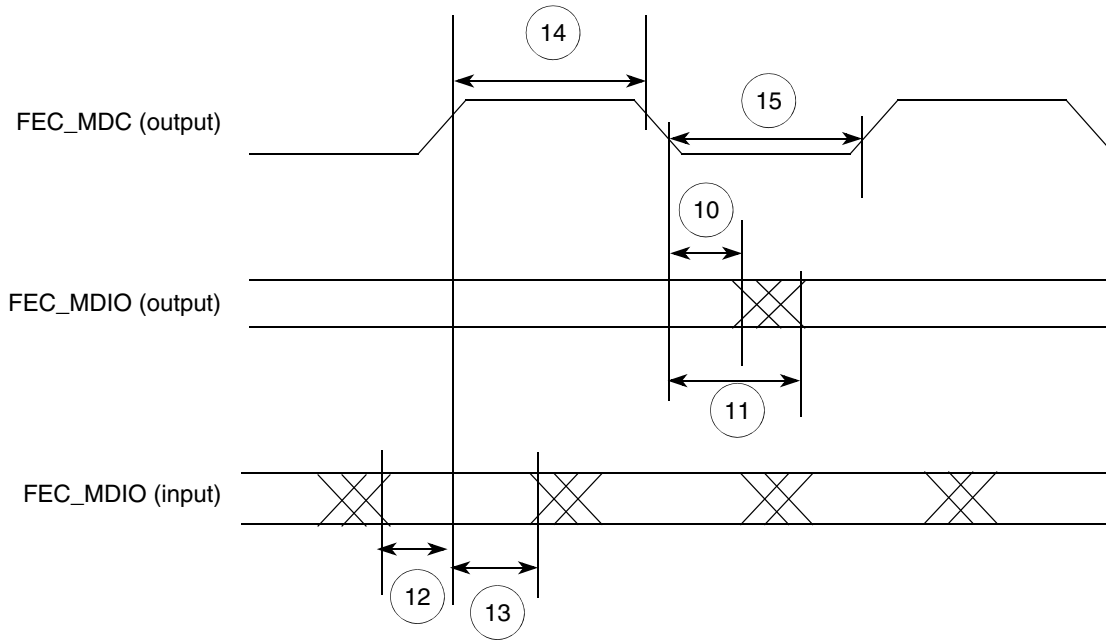 14
FEC_MDC (output)
15
10
FEC_MDIO (output)
11
FEC_MDIO (input)
12
13